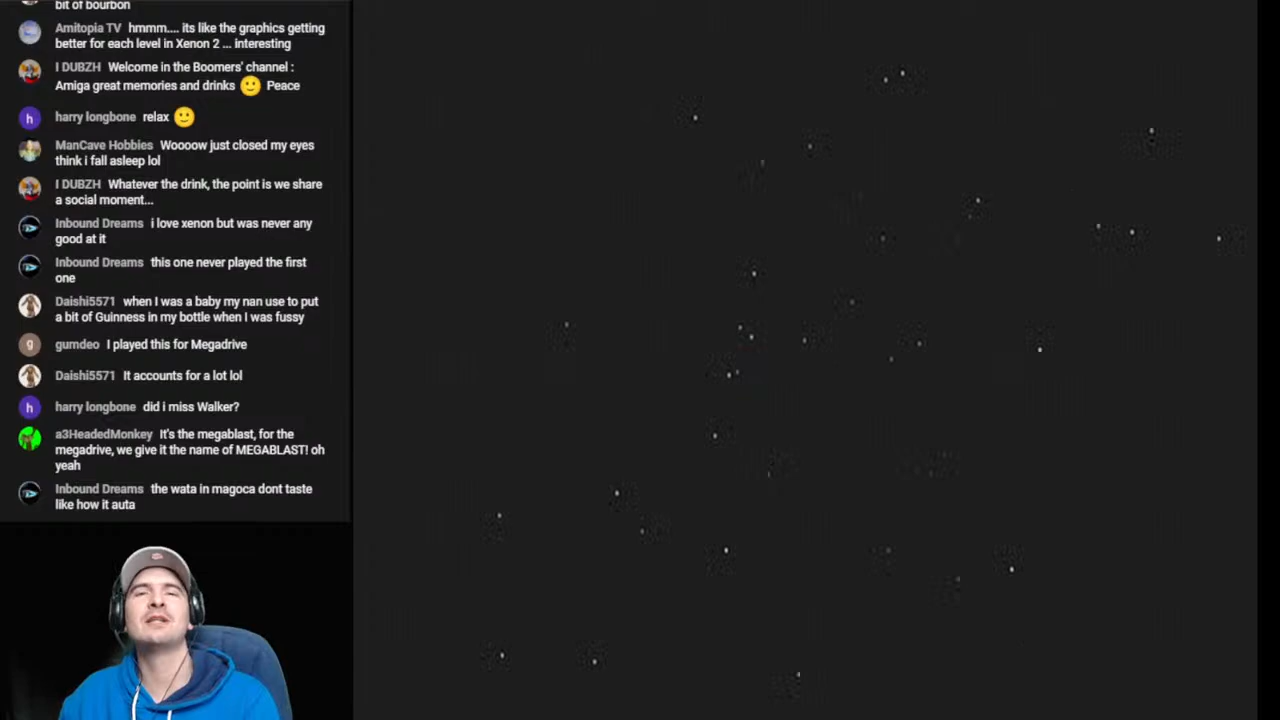 bit of bourbon
Amitopia TV hmmm.... its like the graphics getting
better for each level in Xenon 2 ... interesting
I DUBZH Welcome in the Boomers' channel :
Amiga great memories and drinks 🙂 Peace
harry longbone relax 🙂
ManCave Hobbies Woooow just closed my eyes
think i fall asleep lol
I DUBZH Whatever the drink, the point is we share
a social moment...
Inbound Dreams i love xenon but was never any
good at it
Inbound Dreams this one never played the first
one
Daishi5571 when I was a baby my nan use to put
a bit of Guinness in my bottle when I was fussy
g gumdeo I played this for Megadrive
Daishi5571 It accounts for a lot lol
h harry longbone did i miss Walker?
a3HeadedMonkey It's the megablast, for the
megadrive, we give it the name of MEGABLAST! oh
yeah
Inbound Dreams the wata in magoca dont taste
like how it auta